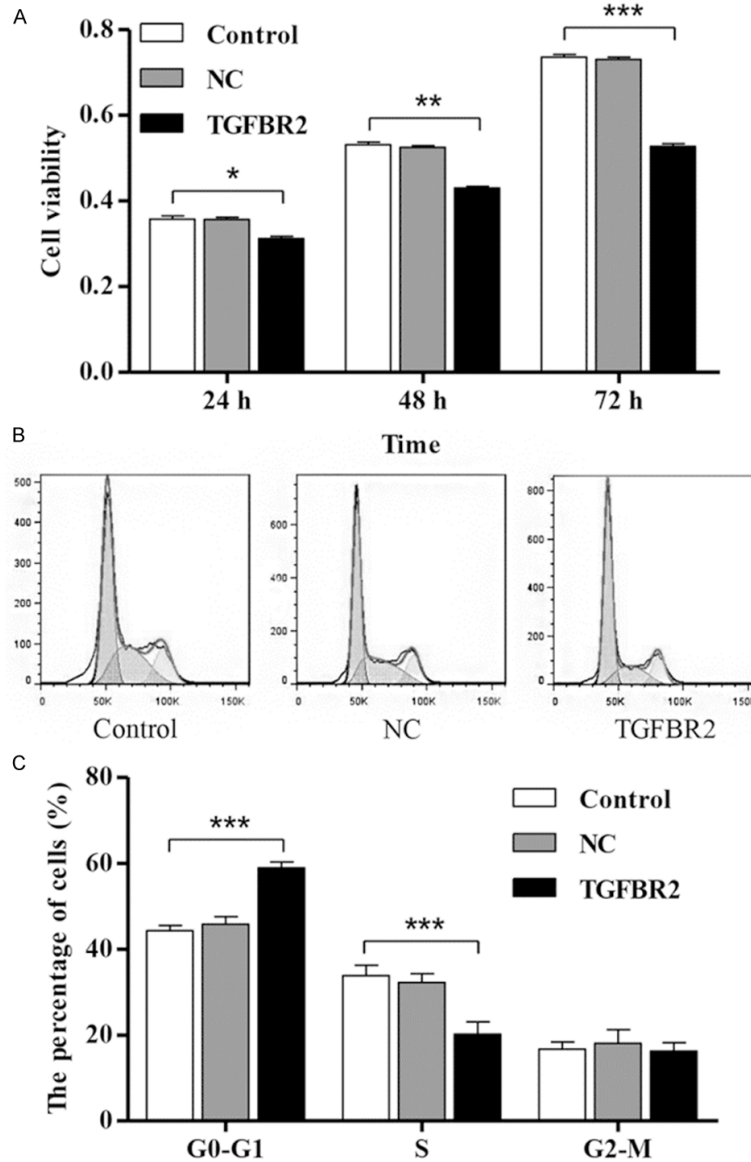 A
Cell viability
0.8
0.6
0.4
0.2
0.0
Control
NC
TGFBR2
*
**
***
24 h 48 h 72 h
Time
B
500
400
300
200
100
0
0 50K 100K 150K
Control
600
400
200
0
0 50K 100K 150K
NC
800
600
400
200
0
0 50K 100K 150K
TGFBR2
C
The percentage of cells (%)
80
60
40
20
0
Control
NC
TGFBR2
***
***
G0-G1 S G2-M